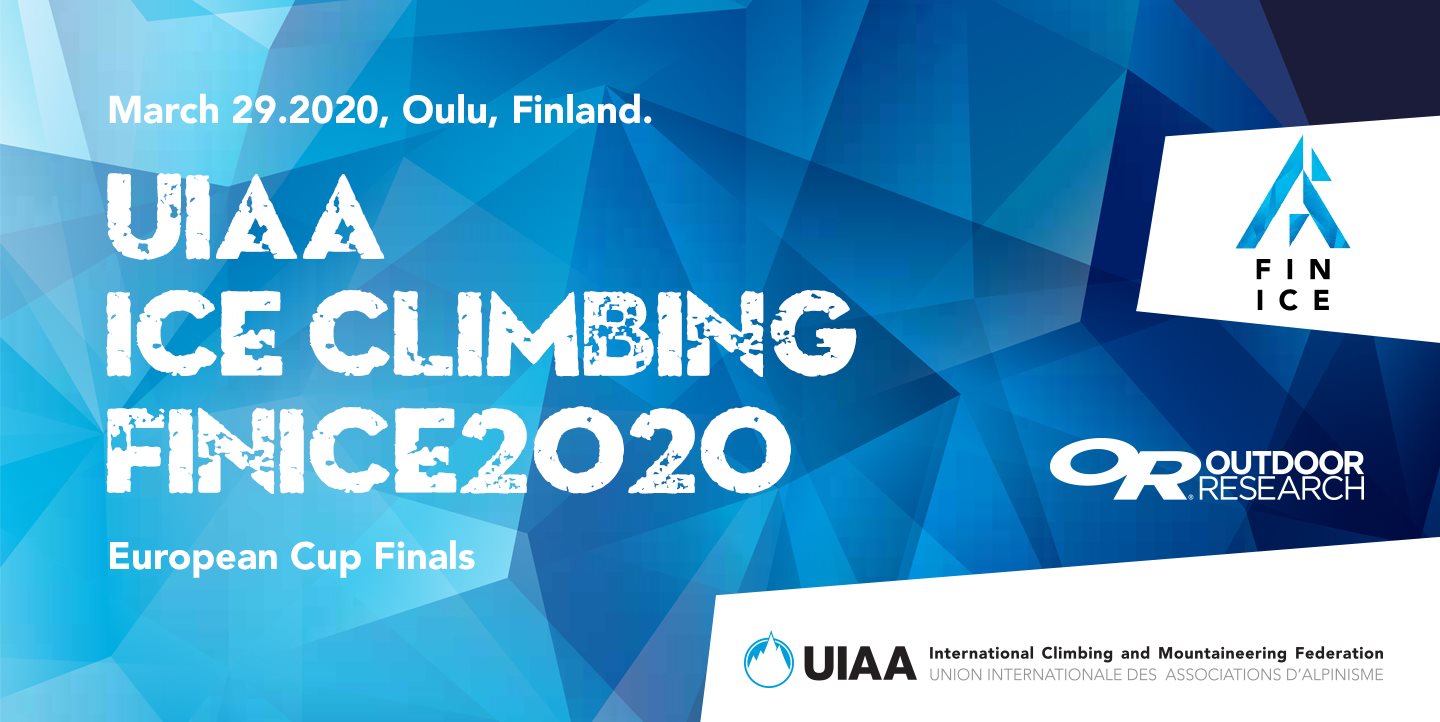 March 29.2020, Oulu, Finland.
UIAA
ICE CLIMBING
FINICE2020
European Cup Finals
FIN
ICE
OR OUTDOOR
RESEARCH
UIAA International Climbing and Mountaineering Federation
UNION INTERNATIONALE DES ASSOCIATIONS D'ALPINISME